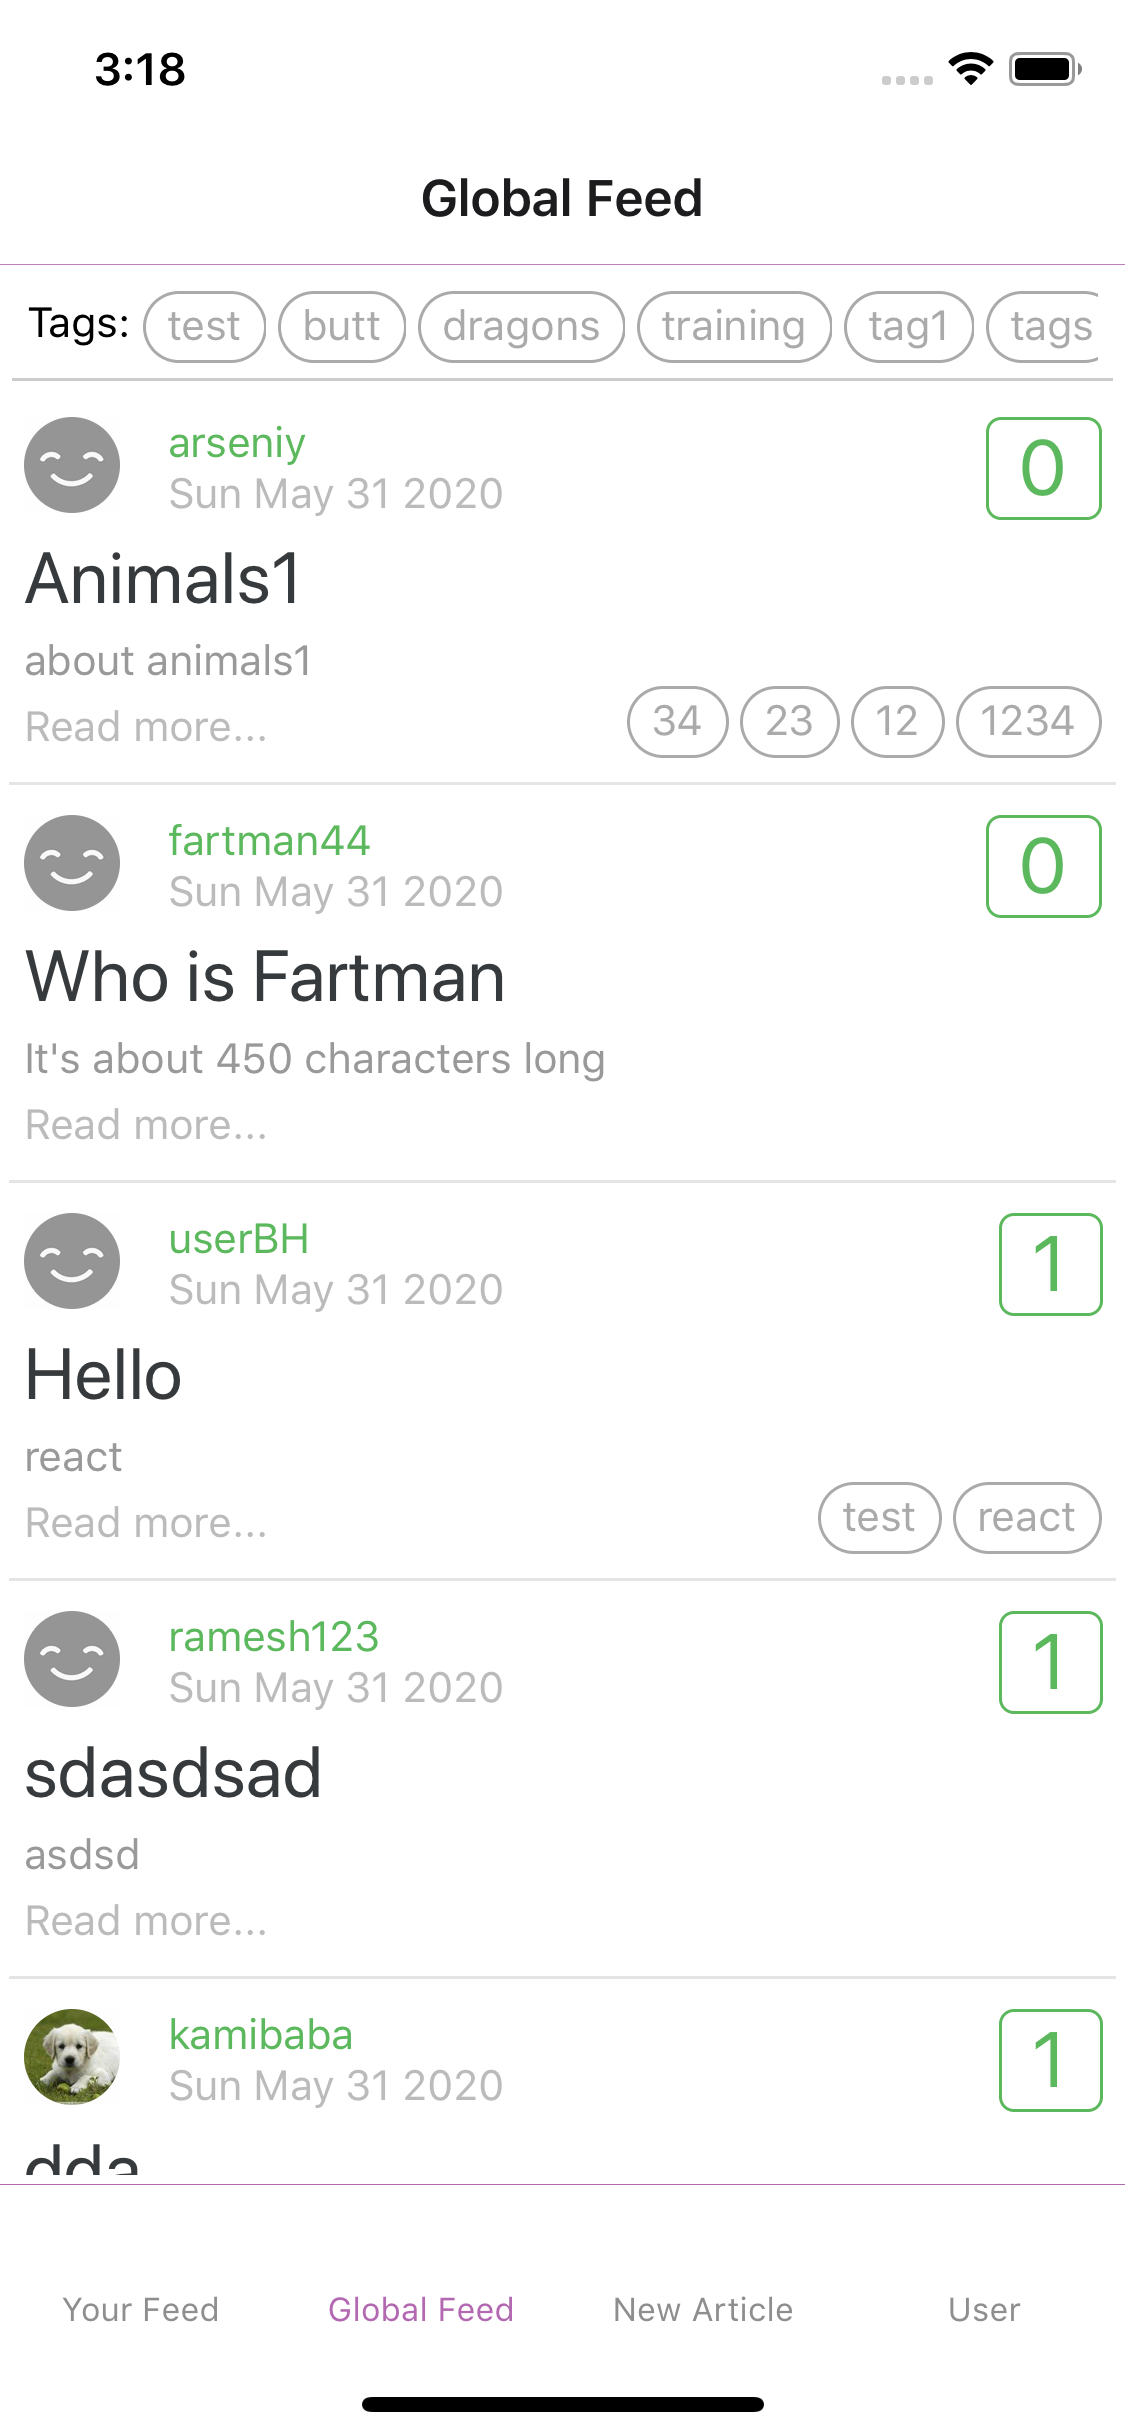 3:18
Global Feed
Tags: test butt dragons training tag1 tags
arseniy
Sun May 31 2020
0
Animals1
about animals1
Read more...
34 23 12 1234
fartman44
Sun May 31 2020
0
Who is Fartman
It's about 450 characters long
Read more...
userBH
Sun May 31 2020
1
Hello
react
Read more...
test react
ramesh123
Sun May 31 2020
1
sdasdsad
asdsd
Read more...
kamibaba
Sun May 31 2020
1
dda
Your Feed Global Feed New Article User